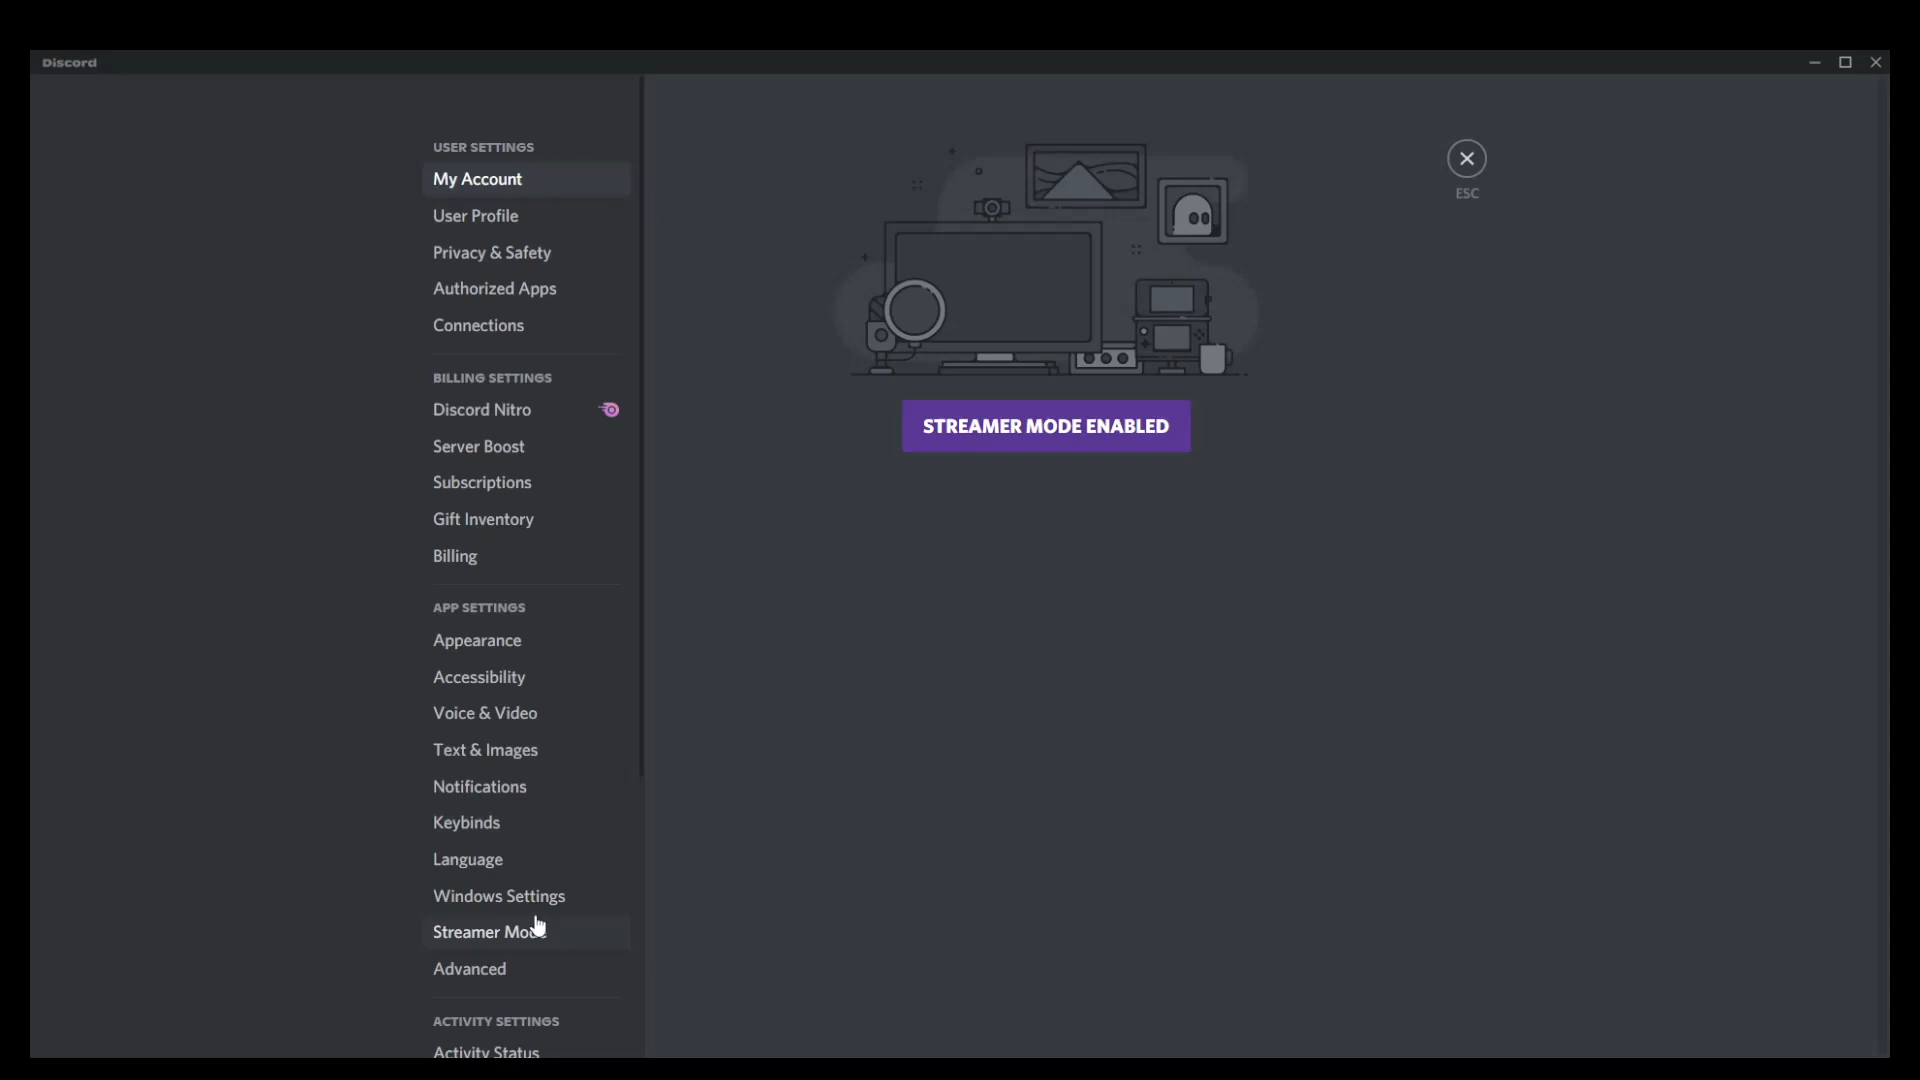 Discord
USER SETTINGS
My Account
User Profile
Privacy & Safety
Authorized Apps
Connections
BILLING SETTINGS
Discord Nitro
Server Boost
Subscriptions
Gift Inventory
Billing
APP SETTINGS
Appearance
Accessibility
Voice & Video
Text & Images
Notifications
Keybinds
Language
Windows Settings
Streamer Mode
Advanced
ACTIVITY SETTINGS
Activity Status
ESC
STREAMER MODE ENABLED